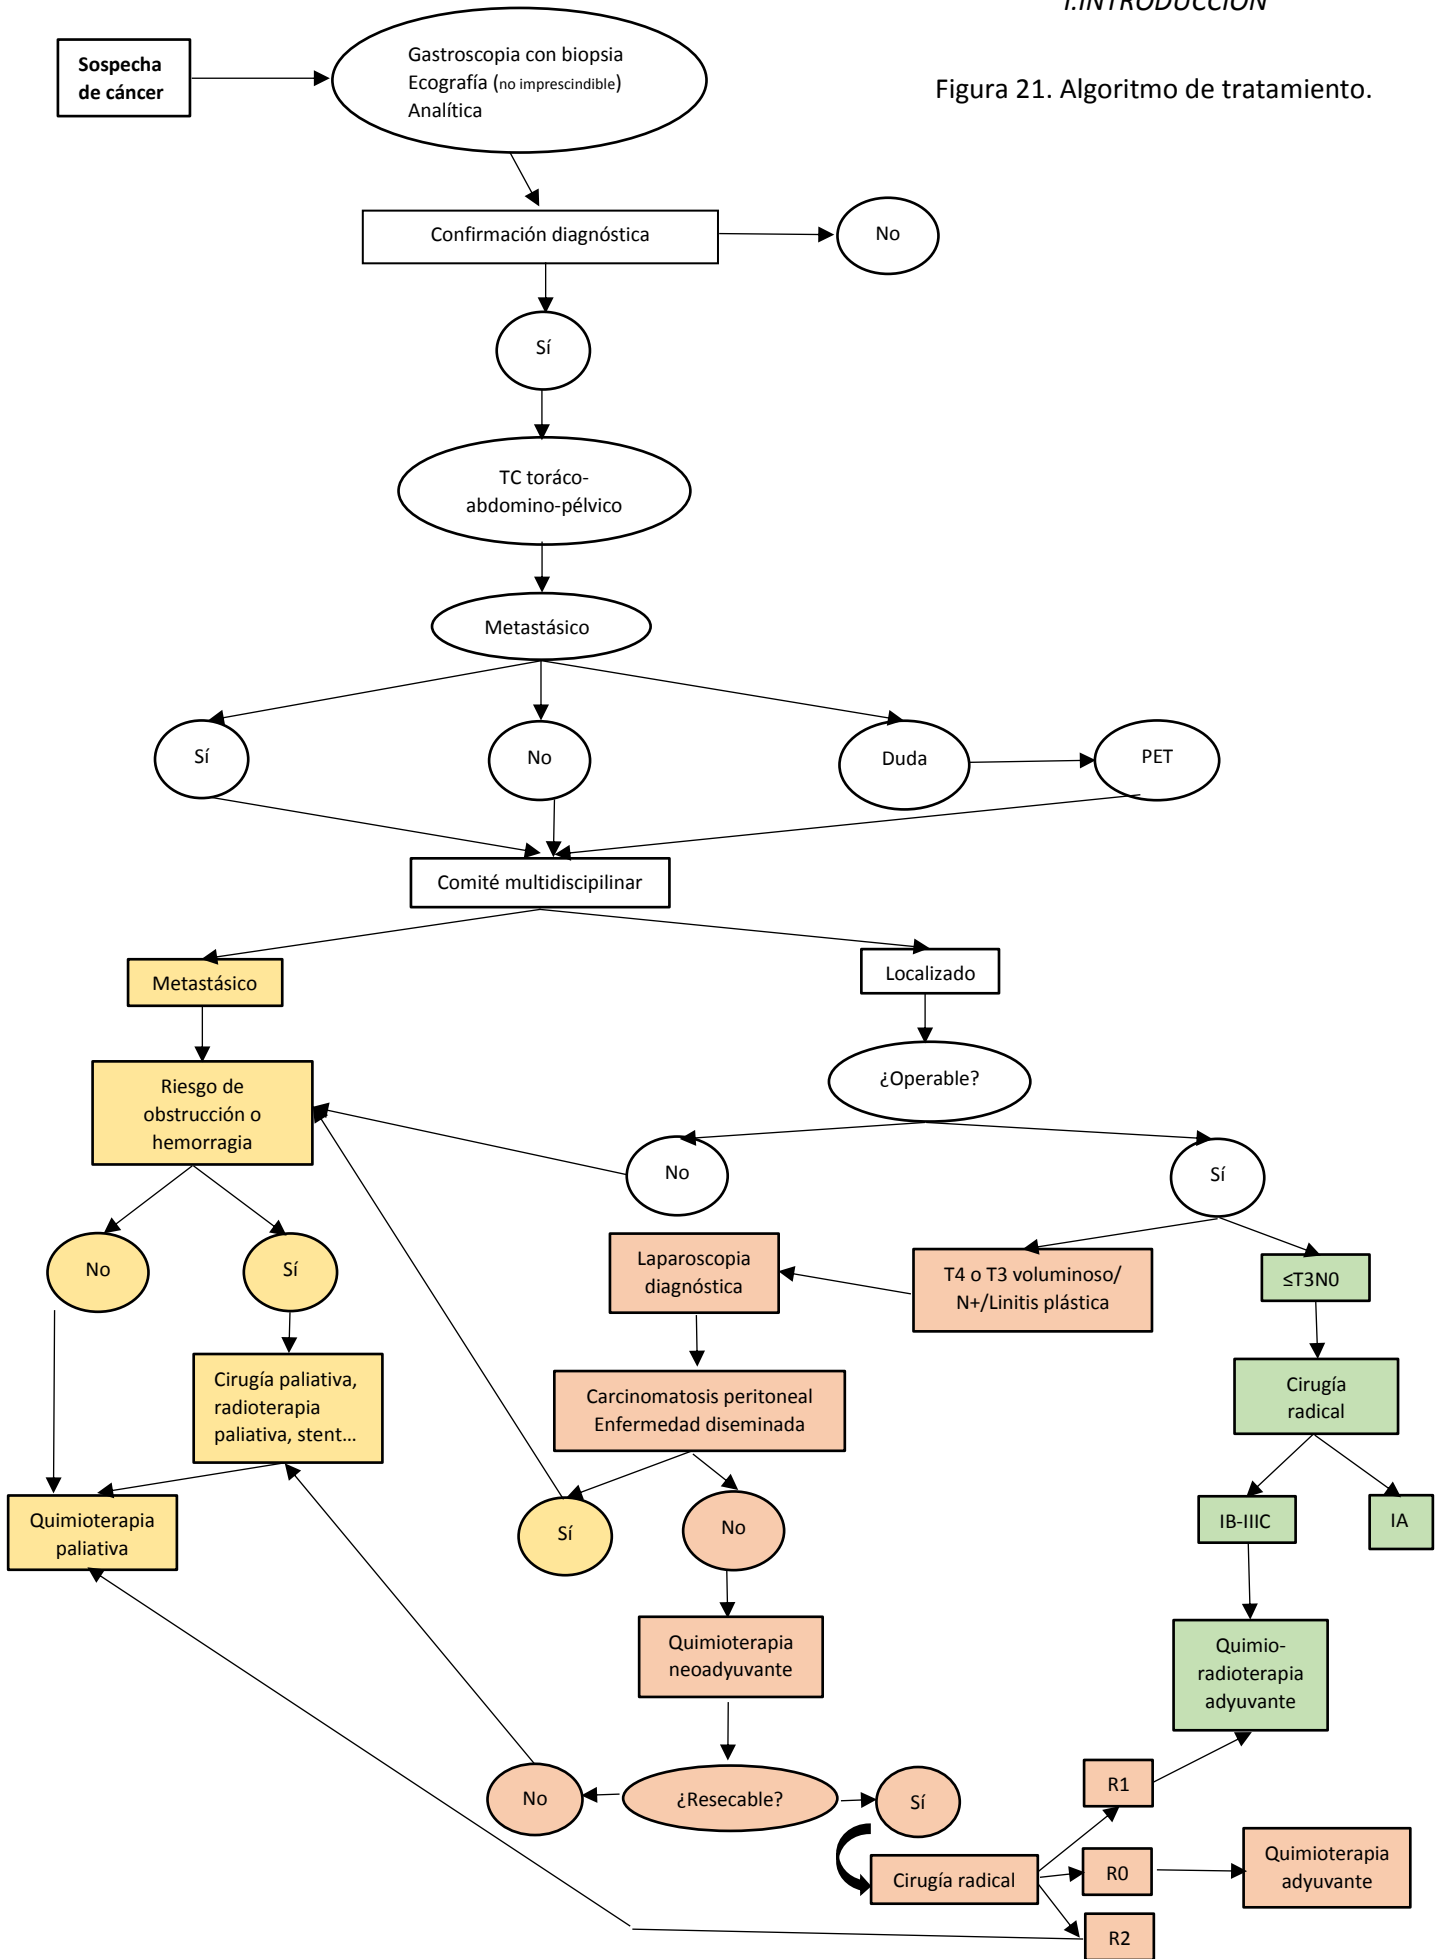 I.INTRODUCCIÓN
Figura 21. Algoritmo de tratamiento.
Sospecha
de cáncer
Gastroscopia con biopsia
Ecografía (no imprescindible)
Analítica
Confirmación diagnóstica
No
Sí
TC toráco-
abdomino-pélvico
Metastásico
Sí
No
Duda
PET
Comité multidiscipilinar
Metastásico
Localizado
Riesgo de
obstrucción o
hemorragia
¿Operable?
No
Sí
No
Sí
Laparoscopia
diagnóstica
T4 o T3 voluminoso/
N+/Linitis plástica
≤T3N0
Cirugía paliativa,
radioterapia
paliativa, stent...
Carcinomatosis peritoneal
Enfermedad diseminada
Cirugía
radical
Quimioterapia
paliativa
Sí
No
IB-IIIC
IA
Quimioterapia
neoadyuvante
Quimio-
radioterapia
adyuvante
No
¿Resecable?
Sí
R1
Cirugía radical
R0
Quimioterapia
adyuvante
R2